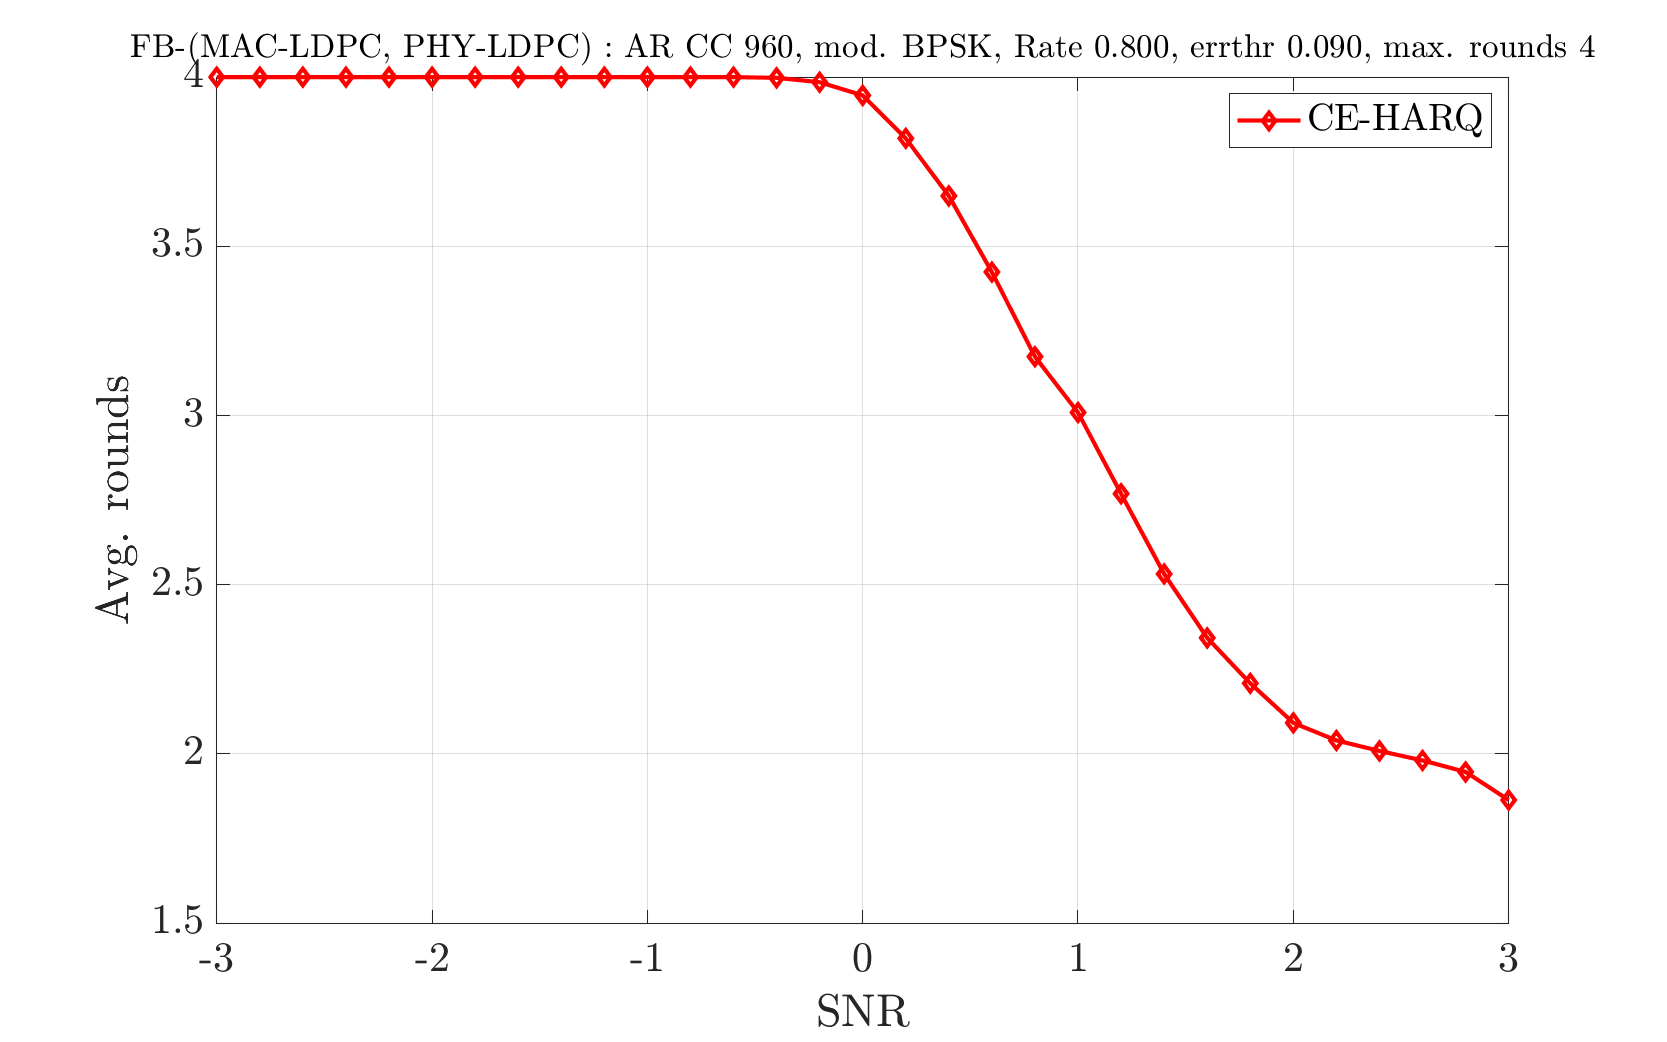 FB-(MAC-LDPC, PHY-LDPC) : AR CC 960, mod. BPSK, Rate 0.800, errthr 0.090, max. rounds 4
CE-HARQ
4
3.5
3
2.5
2
1.5
Avg. rounds
-3 -2 -1 0 1 2 3
SNR